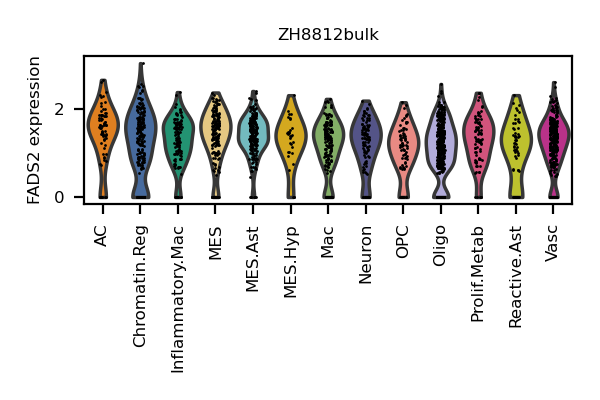 ZH8812bulk
FADS2 expression
2
0
AC
Chromatin.Reg
Inflammatory.Mac
MES
MES.Ast
MES.Hyp
Mac
Neuron
OPC
Oligo
Prolif.Metab
Reactive.Ast
Vasc